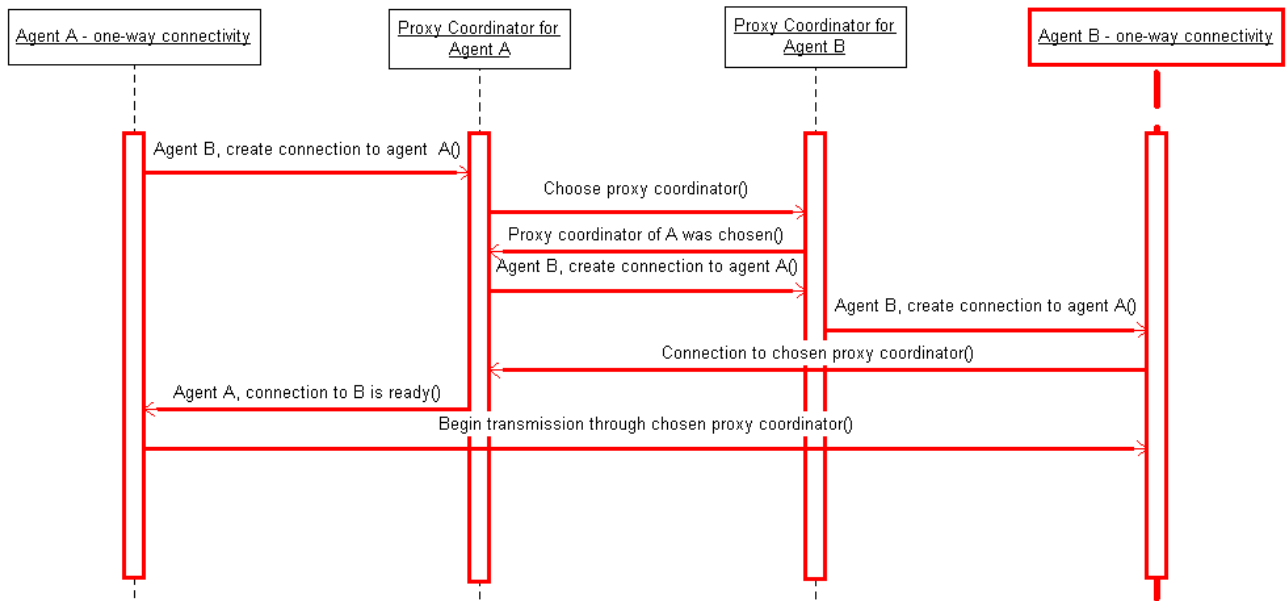 Agent A - one-way connectivity
Proxy Coordinator for
Agent A
Proxy Coordinator for
Agent B
Agent B - one-way connectivity
Agent B, create connection to agent  A()
Choose proxy coordinator()
Proxy coordinator of A was chosen()
Agent B, create connection to agent A()
Agent B, create connection to agent A()
Connection to chosen proxy coordinator()
Agent A, connection to B is ready()
Begin transmission through chosen proxy coordinator()